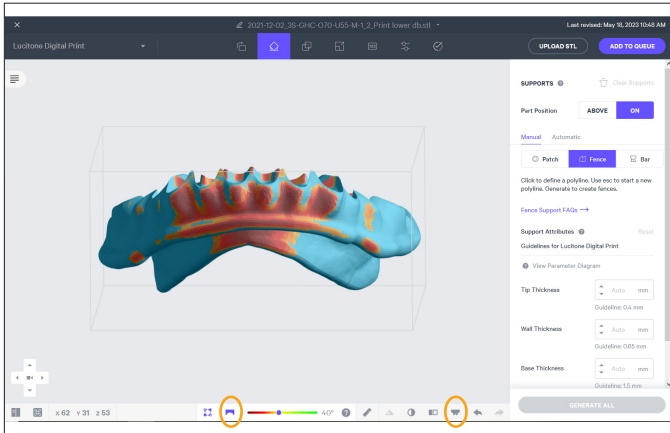 2021-12-02_3S-GHC-O70-U55-M-1_2_Print lower db.stl
Last revised: May 18, 2023 10:48 AM
Lucitone Digital Print
UPLOAD STL
ADD TO QUEUE
SUPPORTS
Clear Supports
Part Position
ABOVE
ON
Manual
Automatic
Patch
Fence
Bar
Click to define a polyline. Use esc to start a new
polyline. Generate to create fences.
Fence Support FAQs →
Support Attributes
Reset
Guidelines for Lucitone Digital Print
View Parameter Diagram
Tip Thickness
Auto mm
Guideline: 0.4 mm
Wall Thickness
Auto mm
Guideline: 0.65 mm
Base Thickness
Auto mm
Guideline: 1.5 mm
x 62 Y 31 z 53
40°
GENERATE ALL